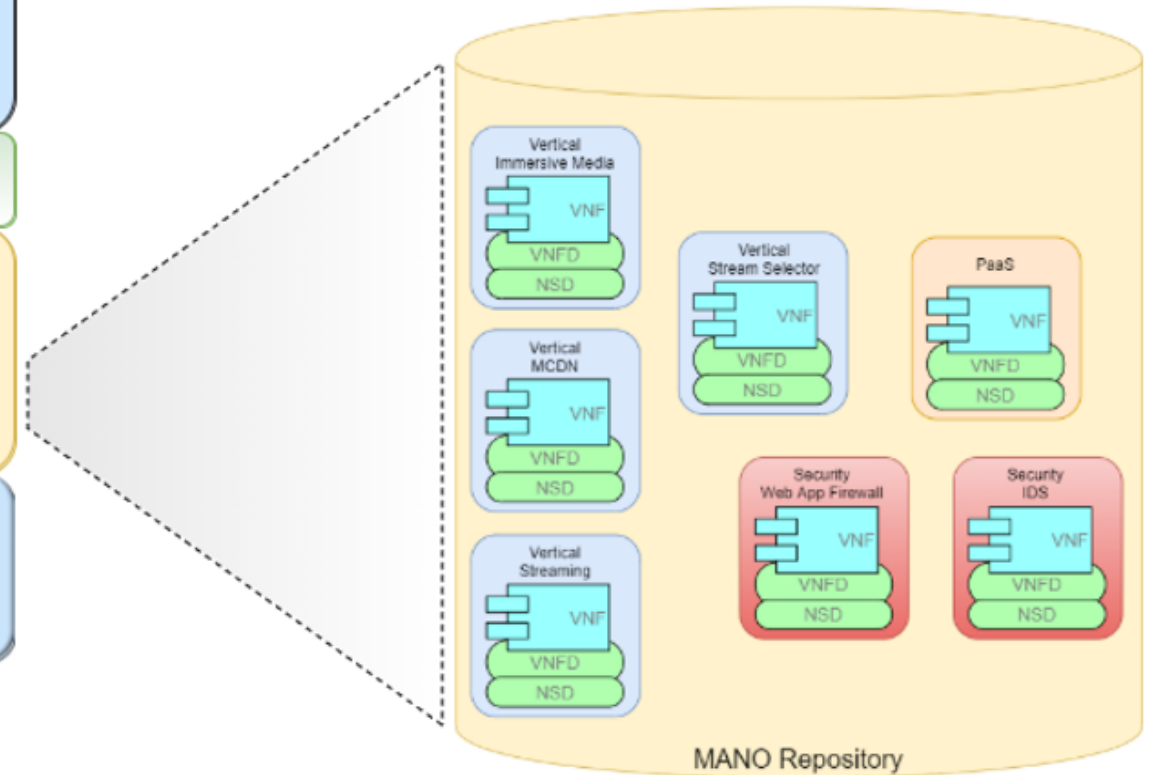 Vertical
Immersive Media
VNF
VNFD
NSD
Vertical
Stream Selector
VNF
VNFD
NSD
PaaS
VNF
VNFD
NSD
Vertical
MCDN
VNF
VNFD
NSD
Security
Web App Firewall
VNF
VNFD
NSD
Security
IDS
VNF
VNFD
NSD
Vertical
Streaming
VNF
VNFD
NSD
MANO Repository